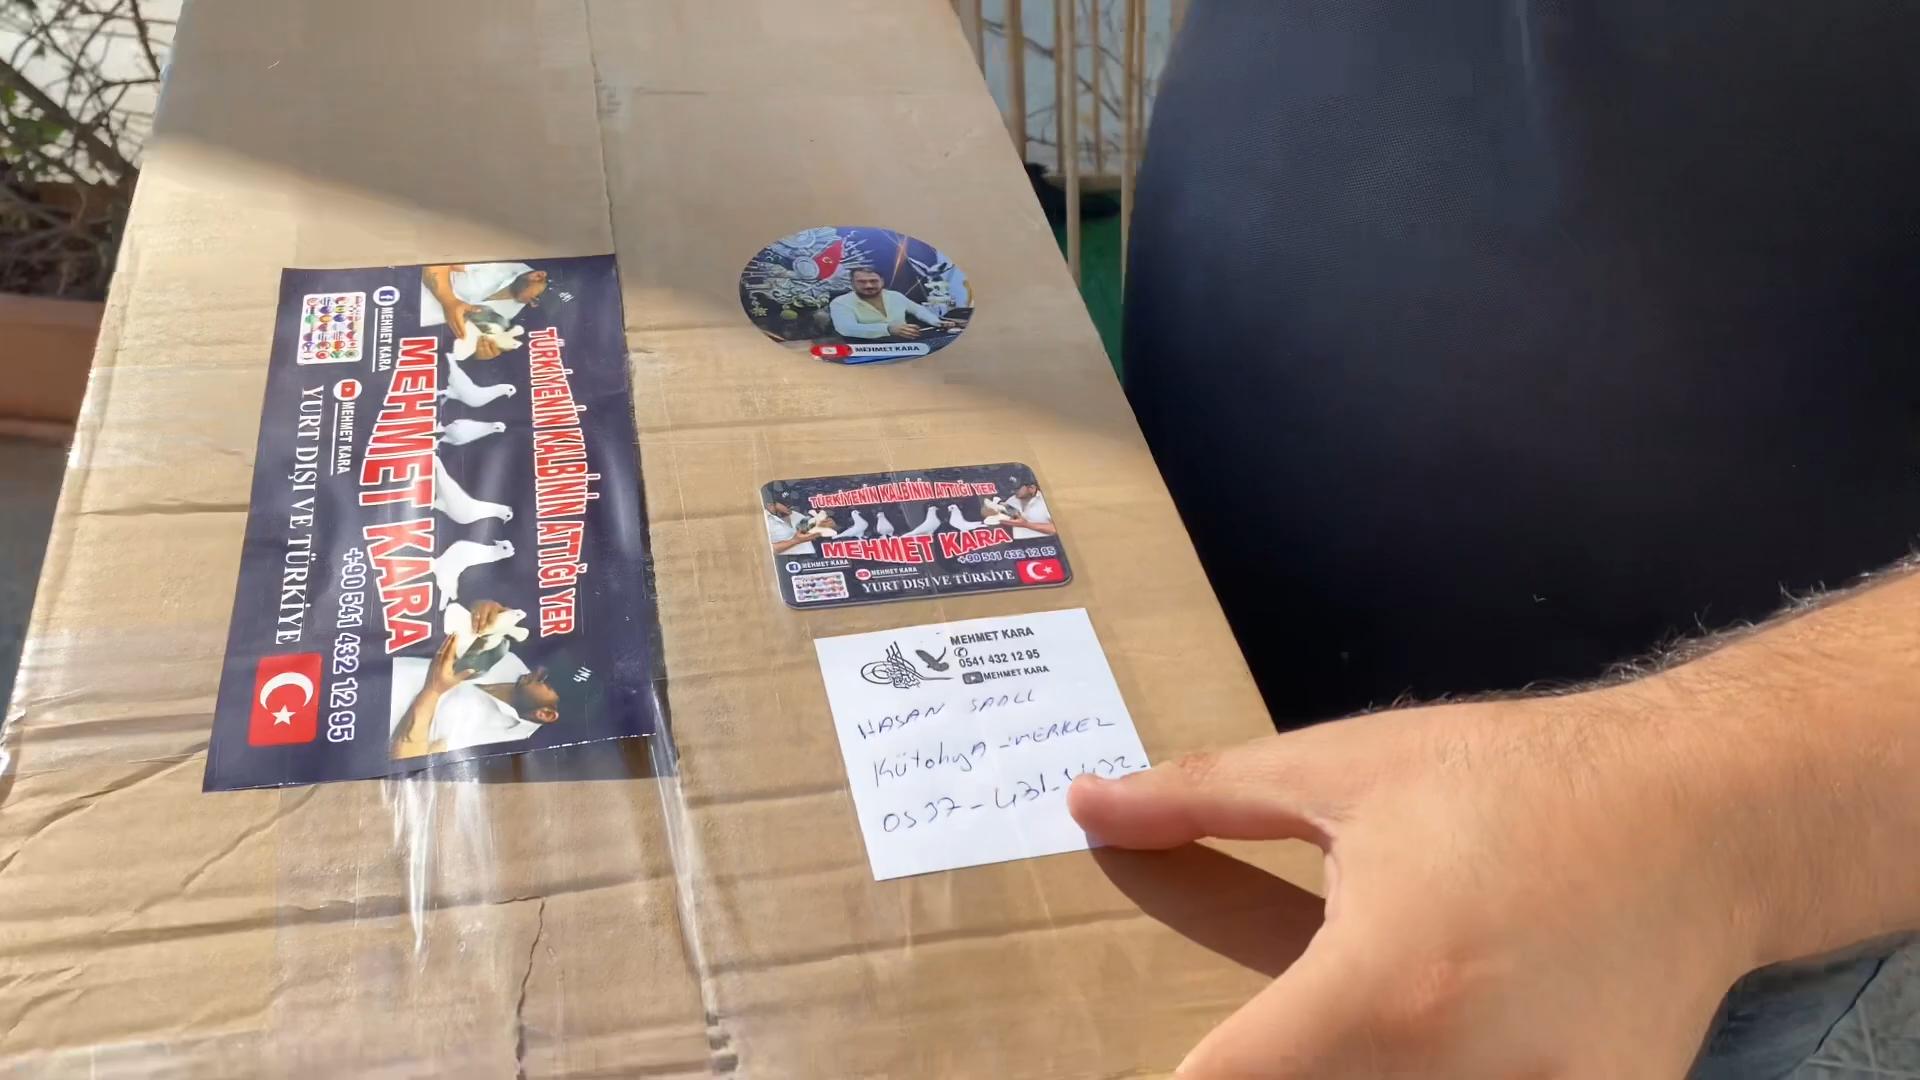 TÜRKİYENİN KALBİNİN ATTIĞI YER
MEHMET KARA
+90 541 432 12 95
MEHMET KARA
MEHMET KARA
YURT DIŞI VE TÜRKİYE
MEHMET KARA
TÜRKİYENİN KALBİNİN ATTIĞI YER
MEHMET KARA
+90 541 432 12 95
MEHMET KARA
MEHMET KARA
YURT DIŞI VE TÜRKİYE
MEHMET KARA
0541 432 12 95
MEHMET KARA
HASAN
Kütahya - MERKEZ
0537 - 431 -